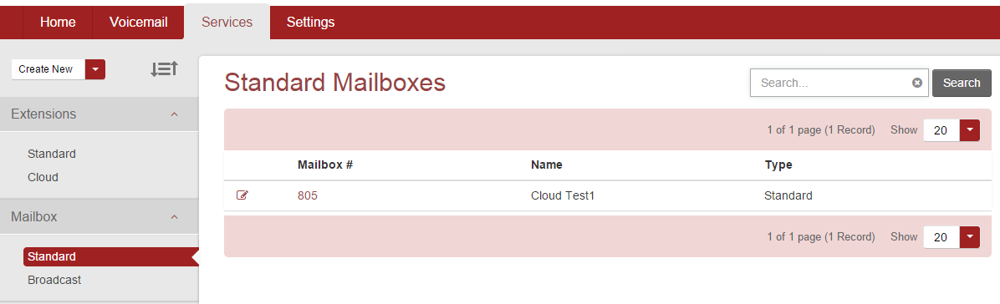 Home Voicemail Services Settings
Create New
Extensions
Standard
Cloud
Mailbox
Standard
Broadcast
Standard Mailboxes
Search... Search
1 of 1 page (1 Record) Show 20
Mailbox # Name Type
805 Cloud Test1 Standard
1 of 1 page (1 Record) Show 20